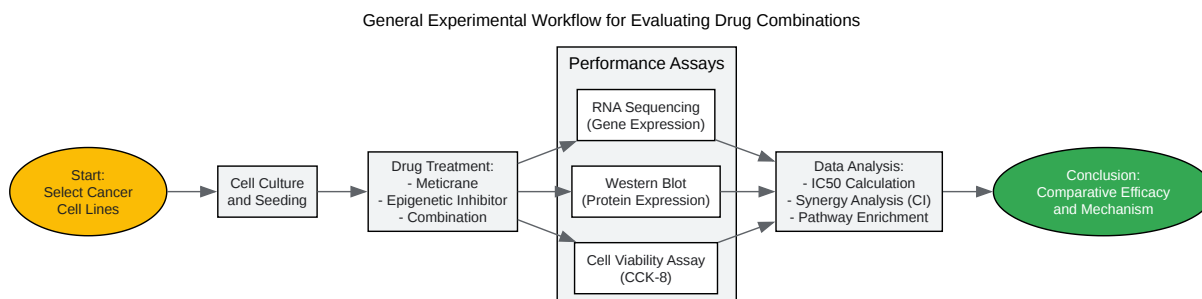 General Experimental Workflow for Evaluating Drug Combinations
Start:
Select Cancer
Cell Lines
Cell Culture
and Seeding
Drug Treatment:
- Meticrane
- Epigenetic Inhibitor
- Combination
Performance Assays
RNA Sequencing
(Gene Expression)
Western Blot
(Protein Expression)
Cell Viability Assay
(CCK-8)
Data Analysis:
- IC50 Calculation
- Synergy Analysis (CI)
- Pathway Enrichment
Conclusion:
Comparative Efficacy
and Mechanism